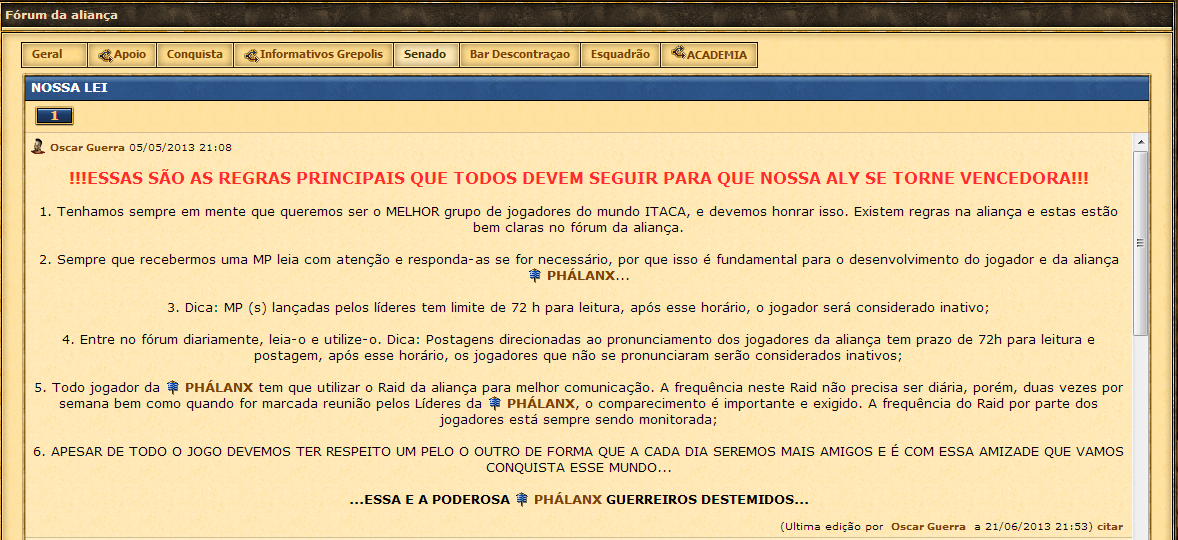 Fórum da aliança
Geral Apoio Conquista Informativos Grepolis Senado Bar Descontraçao Esquadrão ACADEMIA
NOSSA LEI
1
Oscar Guerra 05/05/2013 21:08
!!!ESSAS SÃO AS REGRAS PRINCIPAIS QUE TODOS DEVEM SEGUIR PARA QUE NOSSA ALY SE TORNE VENCEDORA!!!
1. Tenhamos sempre em mente que queremos ser o MELHOR grupo de jogadores do mundo ITACA, e devemos honrar isso. Existem regras na aliança e estas estão
bem claras no fórum da aliança.
2. Sempre que recebermos uma MP leia com atenção e responda-as se for necessário, por que isso é fundamental para o desenvolvimento do jogador e da aliança
PHÁLANX...
3. Dica: MP (s) lançadas pelos líderes tem limite de 72 h para leitura, após esse horário, o jogador será considerado inativo;
4. Entre no fórum diariamente, leia-o e utilize-o. Dica: Postagens direcionadas ao pronunciamento dos jogadores da aliança tem prazo de 72h para leitura e
postagem, após esse horário, os jogadores que não se pronunciaram serão considerados inativos;
5. Todo jogador da PHÁLANX tem que utilizar o Raid da aliança para melhor comunicação. A frequência neste Raid não precisa ser diária, porém, duas vezes por
semana bem como quando for marcada reunião pelos Líderes da PHÁLANX, o comparecimento é importante e exigido. A frequência do Raid por parte dos
jogadores está sempre sendo monitorada;
6. APESAR DE TODO O JOGO DEVEMOS TER RESPEITO UM PELO O OUTRO DE FORMA QUE A CADA DIA SEREMOS MAIS AMIGOS E É COM ESSA AMIZADE QUE VAMOS
CONQUISTA ESSE MUNDO...
...ESSA E A PODEROSA PHÁLANX GUERREIROS DESTEMIDOS...
(Ultima edição por Oscar Guerra a 21/06/2013 21:53) citar